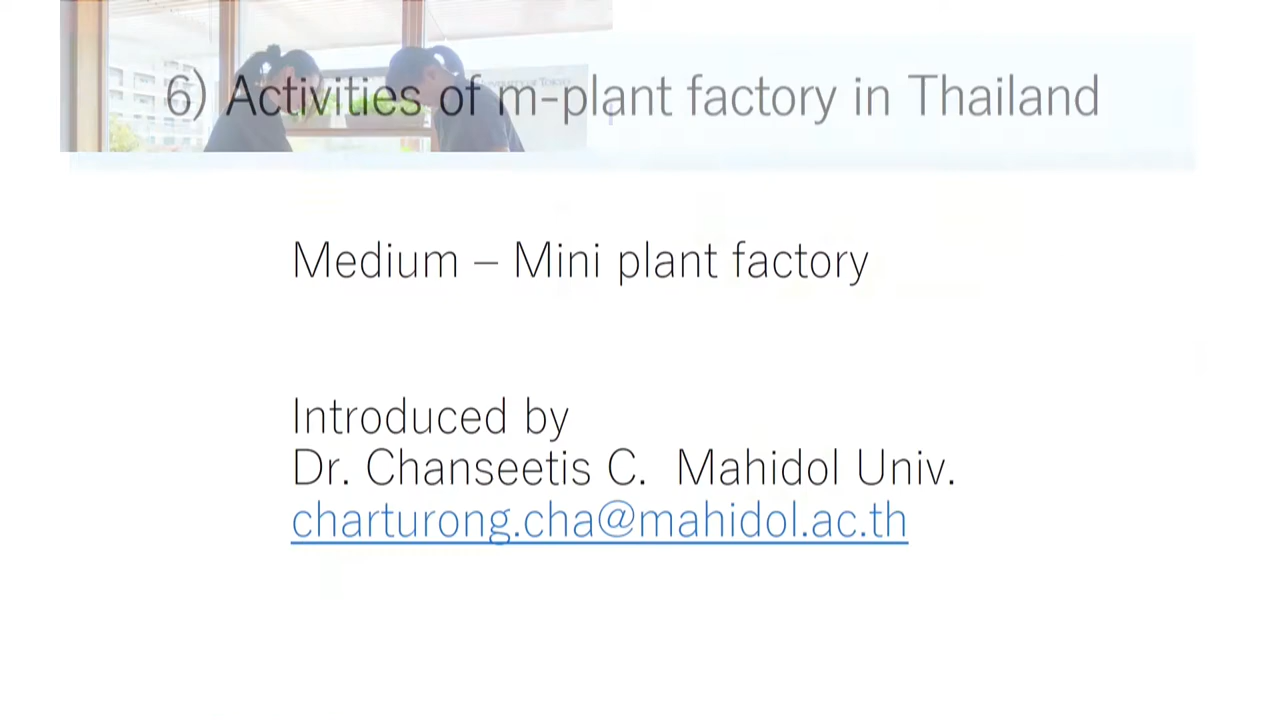 6) Activities of m-plant factory in Thailand
Medium – Mini plant factory
Introduced by
Dr. Chanseetis C. Mahidol Univ.
charturong.cha@mahidol.ac.th